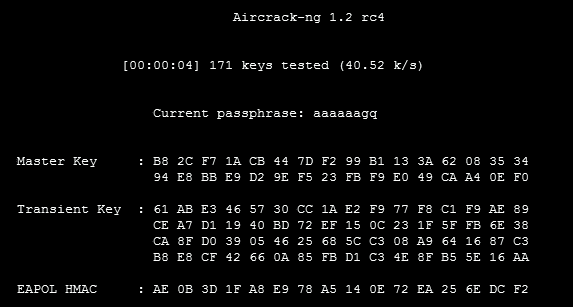 Aircrack-ng 1.2 rc4
[00:00:04] 171 keys tested (40.52 k/s)
Current passphrase: aaaaaagq
Master Key : B8 2C F7 1A CB 44 7D F2 99 B1 13 3A 62 08 35 34
94 E8 BB E9 D2 9E F5 23 FB F9 E0 49 CA A4 0E F0
Transient Key : 61 AB E3 46 57 30 CC 1A E2 F9 77 F8 C1 F9 AE 89
CE A7 D1 19 40 BD 72 EF 15 0C 23 1F 5F FB 6E 38
CA 8F D0 39 05 46 25 68 5C C3 08 A9 64 16 87 C3
B8 E8 CF 42 66 0A 85 FB D1 C3 4E 8F B5 5E 16 AA
EAPOL HMAC : AE 0B 3D 1F A8 E9 78 A5 14 0E 72 EA 25 6E DC F2